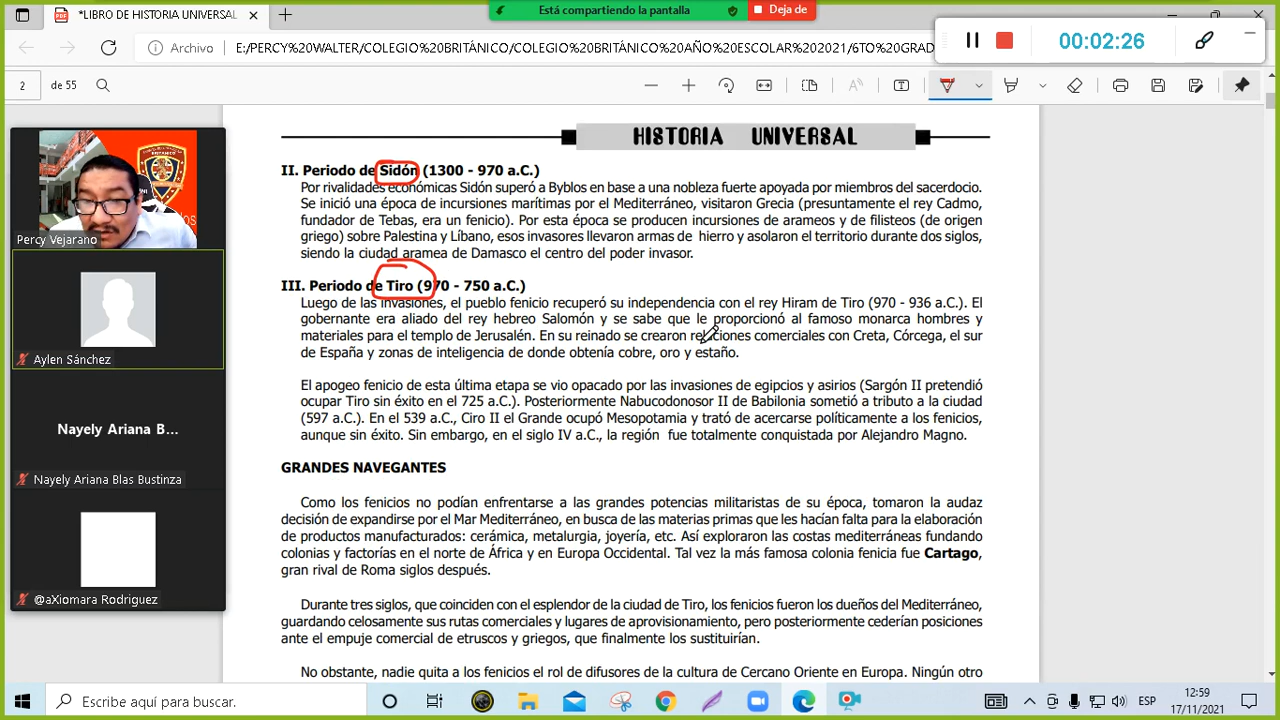 *LIBRO DE HISTORIA UNIVERSAL
Está compartiendo la pantalla
Deja de
Archivo
E:/PERCY%20WALTER/COLEGIO%20BRITÁNICO/COLEGIO%20BRITÁNICO%20AÑO%20ESCOLAR%202021/6TO%20GRAD
00:02:26
2 de 55
HISTORIA UNIVERSAL
II. Periodo de Sidón (1300 - 970 a.C.)
Por rivalidades económicas Sidón superó a Byblos en base a una nobleza fuerte apoyada por miembros del sacerdocio.
Se inició una época de incursiones marítimas por el Mediterráneo, visitaron Grecia (presuntamente el rey Cadmo,
fundador de Tebas, era un fenicio). Por esta época se producen incursiones de arameos y de filisteos (de origen
griego) sobre Palestina y Líbano, esos invasores llevaron armas de hierro y asolaron el territorio durante dos siglos,
siendo la ciudad aramea de Damasco el centro del poder invasor.
III. Periodo de Tiro (970 - 750 a.C.)
Luego de las invasiones, el pueblo fenicio recuperó su independencia con el rey Hiram de Tiro (970 - 936 a.C.). El
gobernante era aliado del rey hebreo Salomón y se sabe que le proporcionó al famoso monarca hombres y
materiales para el templo de Jerusalén. En su reinado se crearon relaciones comerciales con Creta, Córcega, el sur
de España y zonas de inteligencia de donde obtenía cobre, oro y estaño.
El apogeo fenicio de esta última etapa se vio opacado por las invasiones de egipcios y asirios (Sargón II pretendió
ocupar Tiro sin éxito en el 725 a.C.). Posteriormente Nabucodonosor II de Babilonia sometió a tributo a la ciudad
(597 a.C.). En el 539 a.C., Ciro II el Grande ocupó Mesopotamia y trató de acercarse políticamente a los fenicios,
aunque sin éxito. Sin embargo, en el siglo IV a.C., la región fue totalmente conquistada por Alejandro Magno.
GRANDES NAVEGANTES
Como los fenicios no podían enfrentarse a las grandes potencias militaristas de su época, tomaron la audaz
decisión de expandirse por el Mar Mediterráneo, en busca de las materias primas que les hacían falta para la elaboración
de productos manufacturados: cerámica, metalurgia, joyería, etc. Así exploraron las costas mediterráneas fundando
colonias y factorías en el norte de África y en Europa Occidental. Tal vez la más famosa colonia fenicia fue Cartago,
gran rival de Roma siglos después.
Durante tres siglos, que coinciden con el esplendor de la ciudad de Tiro, los fenicios fueron los dueños del Mediterráneo,
guardando celosamente sus rutas comerciales y lugares de aprovisionamiento, pero posteriormente cederían posiciones
ante el empuje comercial de etruscos y griegos, que finalmente los sustituirían.
No obstante, nadie quita a los fenicios el rol de difusores de la cultura de Cercano Oriente en Europa. Ningún otro
Percy Vejarano
Aylen Sánchez
Nayely Ariana B...
Nayely Ariana Blas Bustinza
@aXiomara Rodriguez
Escribe aquí para buscar.
ESP
12:59
17/11/2021